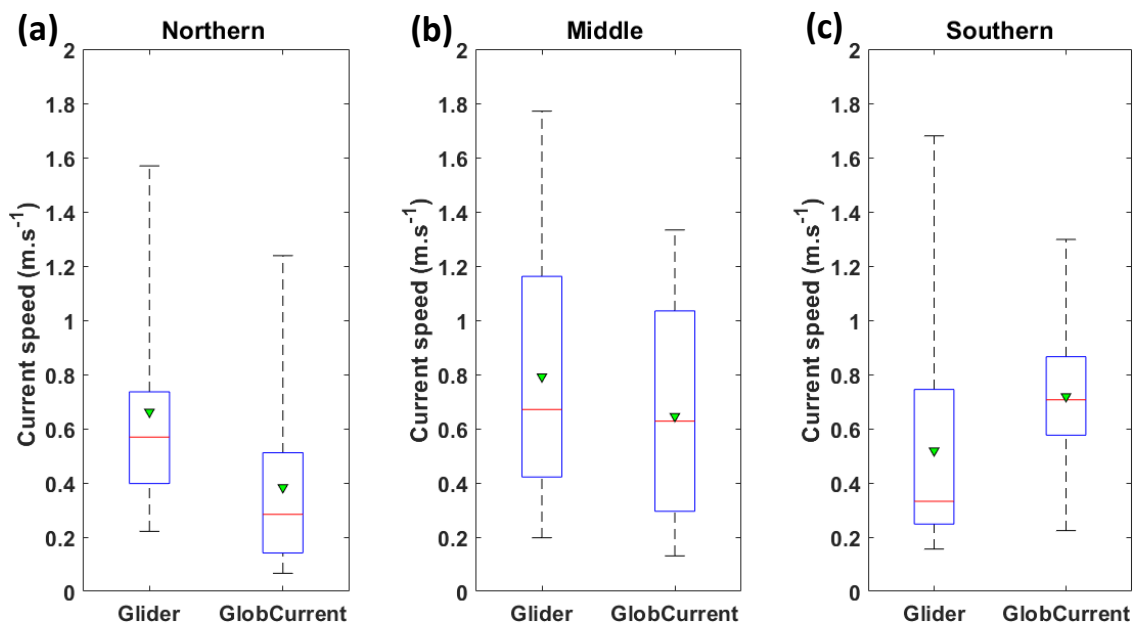 (a)
Northern
Current speed (m.s⁻¹)
2
1.8
1.6
1.4
1.2
1
0.8
0.6
0.4
0.2
0
Glider GlobCurrent
(b)
Middle
Current speed (m.s⁻¹)
2
1.8
1.6
1.4
1.2
1
0.8
0.6
0.4
0.2
0
Glider GlobCurrent
(c)
Southern
Current speed (m.s⁻¹)
2
1.8
1.6
1.4
1.2
1
0.8
0.6
0.4
0.2
0
Glider GlobCurrent